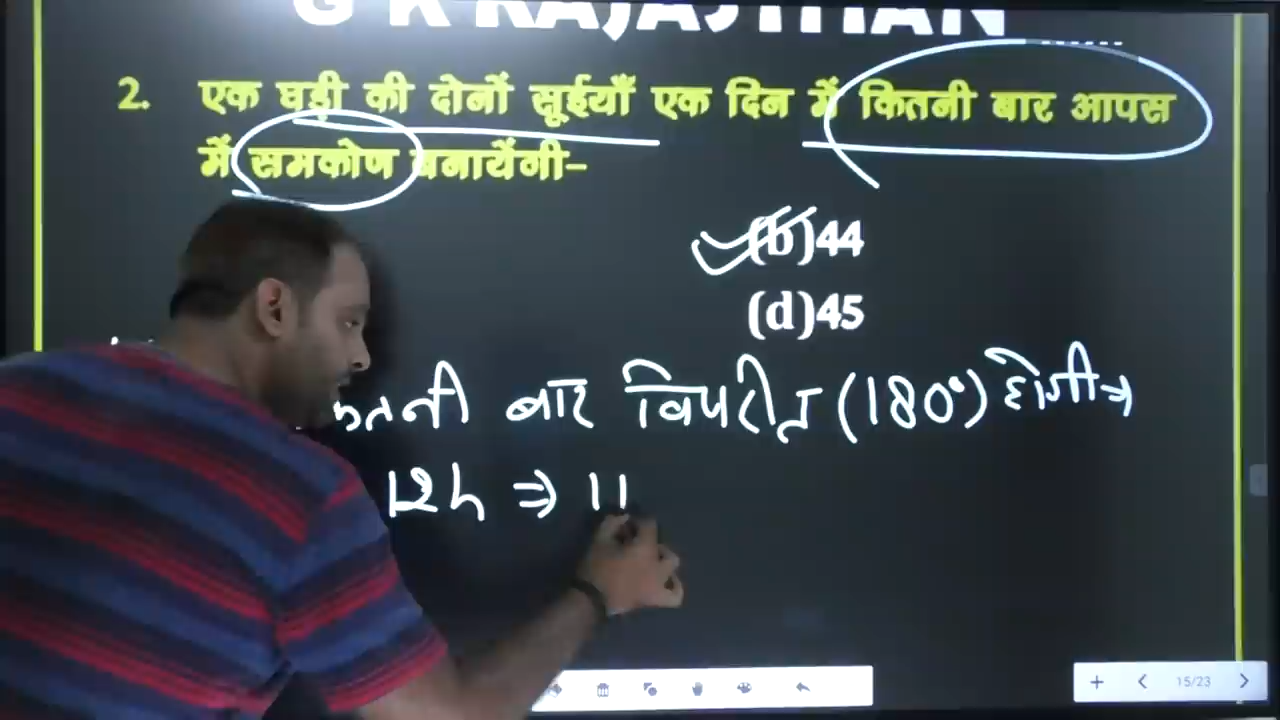 G K RAJASTHAN
2. एक घड़ी की दोनों सूईयाँ एक दिन में कितनी बार आपस
में समकोण बनायेंगी-
(b)44
(d)45
कितनी बार विपरीत (180°) होगी→
12h ⇒ 11
15/23